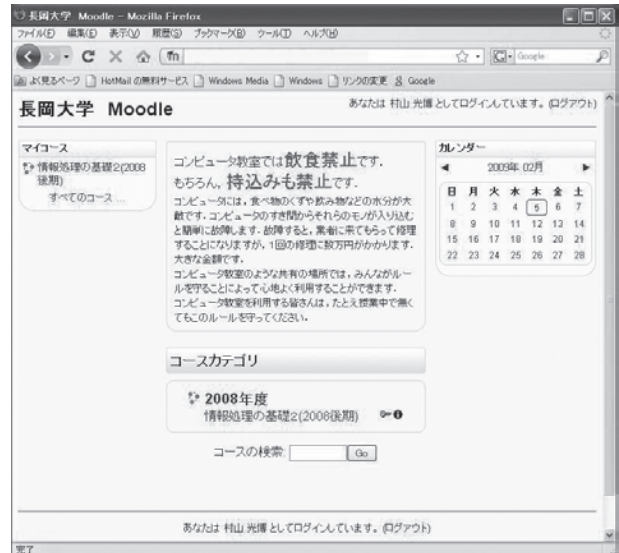 長岡大学 Moodle - Mozilla Firefox
ファイル(F) 編集(E) 表示(V) 履歴(S) ブックマーク(B) ツール(T) ヘルプ(H)
Google
よく見るページ HotMail の無料サービス Windows Media Windows リンクの変更 Google
長岡大学 Moodle
あなたは 村山 光博 としてログインしています。(ログアウト)
マイコース
情報処理の基礎2(2008
後期)
すべてのコース ...
コンピュータ教室では飲食禁止です.
もちろん, 持込みも禁止です.
コンピュータには, 食べ物のくずや飲み物などの水分が大
敵です. コンピュータのすき間からそれらのモノが入り込む
と簡単に故障します. 故障すると, 業者に来てもらって修理
することになりますが, 1回の修理に数万円がかかります.
大きな金額です.
コンピュータ教室のような共有の場所では, みんながルー
ルを守ることによって心地よく利用することができます.
コンピュータ教室を利用する皆さんは, たとえ授業中で無く
てもこのルールを守ってください.
コースカテゴリ
2008年度
情報処理の基礎2(2008後期)
コースの検索: Go
カレンダー
◄ 2009年 02月 ►
日 月 火 水 木 金 土
1 2 3 4 5 6 7
8 9 10 11 12 13 14
15 16 17 18 19 20 21
22 23 24 25 26 27 28
あなたは 村山 光博 としてログインしています。(ログアウト)
完了